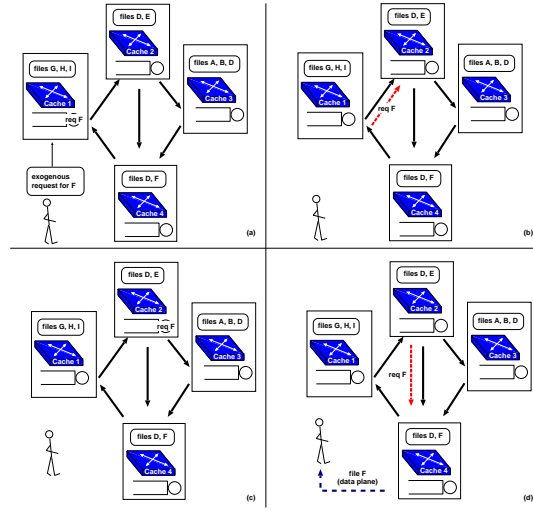 files D, E
Cache 2
files G, H, I
Cache 1
req F
files A, B, D
Cache 3
exogenous
request for F
files D, F
Cache 4
(a)
files D, E
Cache 2
files G, H, I
Cache 1
req F
files A, B, D
Cache 3
files D, F
Cache 4
(b)
files D, E
Cache 2
req F
files G, H, I
Cache 1
files A, B, D
Cache 3
files D, F
Cache 4
(c)
files D, E
Cache 2
files G, H, I
Cache 1
files A, B, D
Cache 3
req F
files D, F
Cache 4
file F
(data plane)
(d)